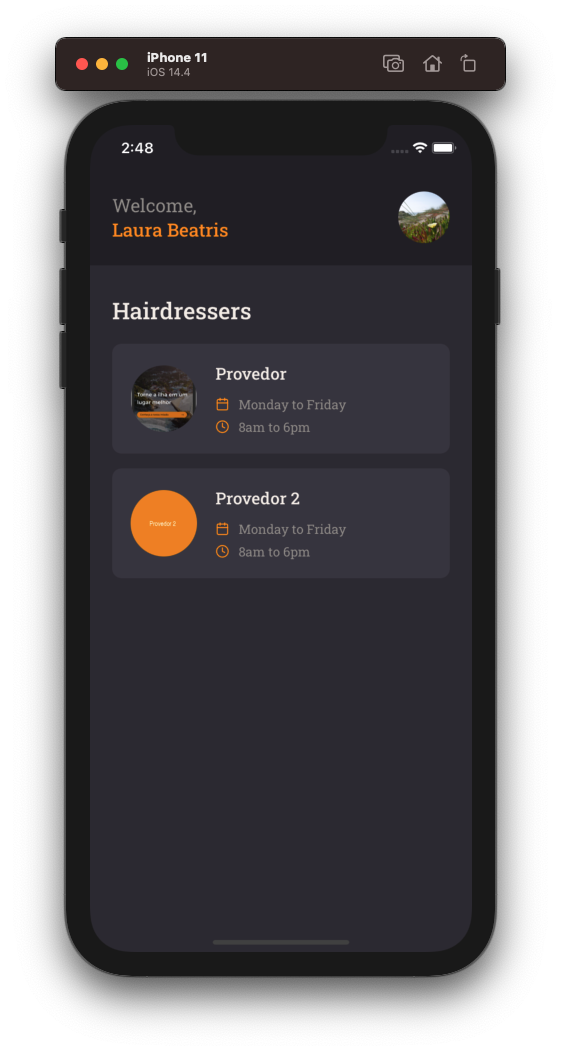 iPhone 11
iOS 14.4
2:48
Welcome,
Laura Beatris
Hairdressers
Provedor
Torne a Ilha em um
lugar melhor
Monday to Friday
8am to 6pm
Provedor 2
Provedor 2
Monday to Friday
8am to 6pm